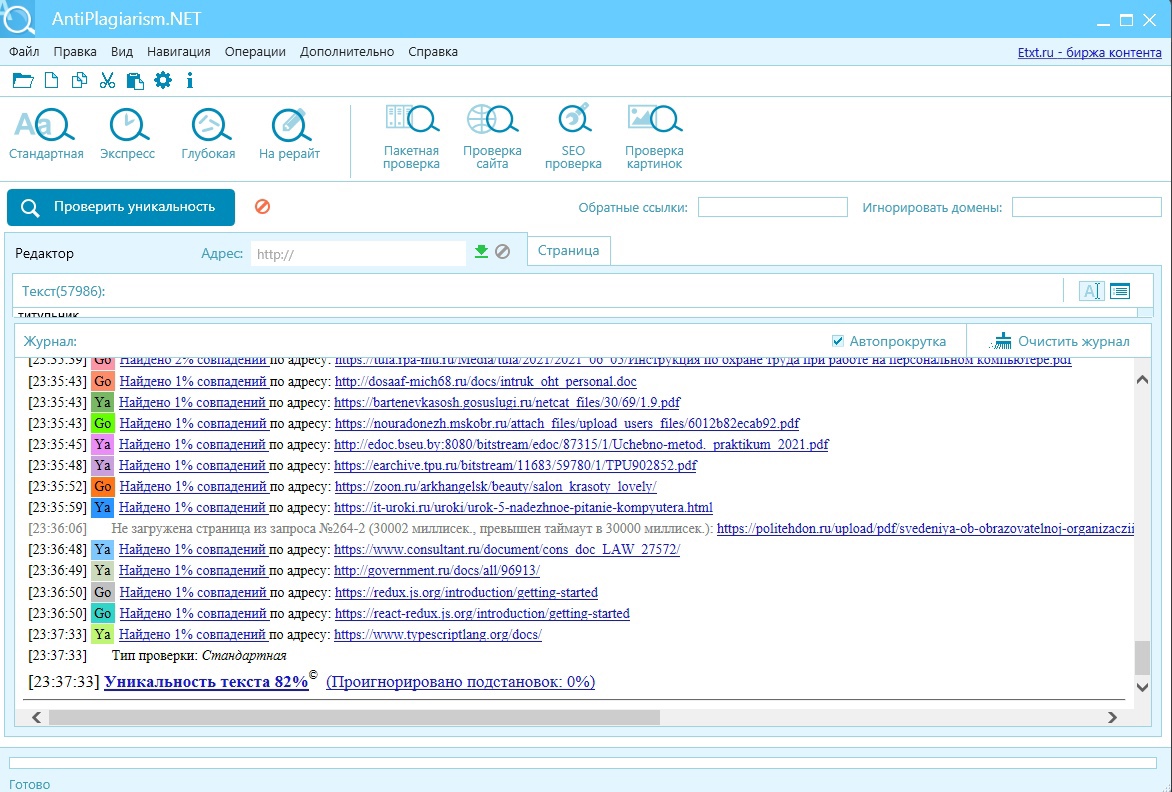 AntiPlagiarism.NET
Файл Правка Вид Навигация Операции Дополнительно Справка
Etxt.ru - биржа контента
Стандартная Экспресс Глубокая На рерайт Пакетная проверка Проверка сайта SEO проверка Проверка картинок
Проверить уникальность
Обратные ссылки: Игнорировать домены:
Редактор Адрес: http:// Страница
Текст(57986):
титульник
Журнал: Автопрокрутка Очистить журнал
[23:35:39] Go Найдено 2% совпадений по адресу: https://tula.rpa-mu.ru/Media/tula/2021/2021_06_05/Инструкция по охране труда при работе на персональном компьютере.pdf
[23:35:43] Go Найдено 1% совпадений по адресу: http://dosaaf-mich68.ru/docs/intruk_oht_personal.doc
[23:35:43] Ya Найдено 1% совпадений по адресу: https://bartenevkasosh.gosuslugi.ru/netcat_files/30/69/1.9.pdf
[23:35:43] Go Найдено 1% совпадений по адресу: https://nouradonezh.mskobr.ru/attach_files/upload_users_files/6012b82ecab92.pdf
[23:35:45] Ya Найдено 1% совпадений по адресу: http://edoc.bseu.by:8080/bitstream/edoc/87315/1/Uchebno-metod._praktikum_2021.pdf
[23:35:48] Ya Найдено 1% совпадений по адресу: https://earchive.tpu.ru/bitstream/11683/59780/1/TPU902852.pdf
[23:35:52] Go Найдено 1% совпадений по адресу: https://zoon.ru/arkhangelsk/beauty/salon_krasoty_lovely/
[23:35:59] Ya Найдено 1% совпадений по адресу: https://it-uroki.ru/uroki/urok-5-nadezhnoe-pitanie-kompyutera.html
[23:36:06] Не загружена страница из запроса №264-2 (30002 миллисек., превышен таймаут в 30000 миллисек.): https://politehdon.ru/upload/pdf/svedeniya-ob-obrazovatelnoj-organizaczii
[23:36:48] Ya Найдено 1% совпадений по адресу: https://www.consultant.ru/document/cons_doc_LAW_27572/
[23:36:49] Ya Найдено 1% совпадений по адресу: http://government.ru/docs/all/96913/
[23:36:50] Go Найдено 1% совпадений по адресу: https://redux.js.org/introduction/getting-started
[23:36:50] Go Найдено 1% совпадений по адресу: https://react-redux.js.org/introduction/getting-started
[23:37:33] Ya Найдено 1% совпадений по адресу: https://www.typescriptlang.org/docs/
[23:37:33] Тип проверки: Стандартная
[23:37:33] Уникальность текста 82%© (Проигнорировано подстановок: 0%)
Готово